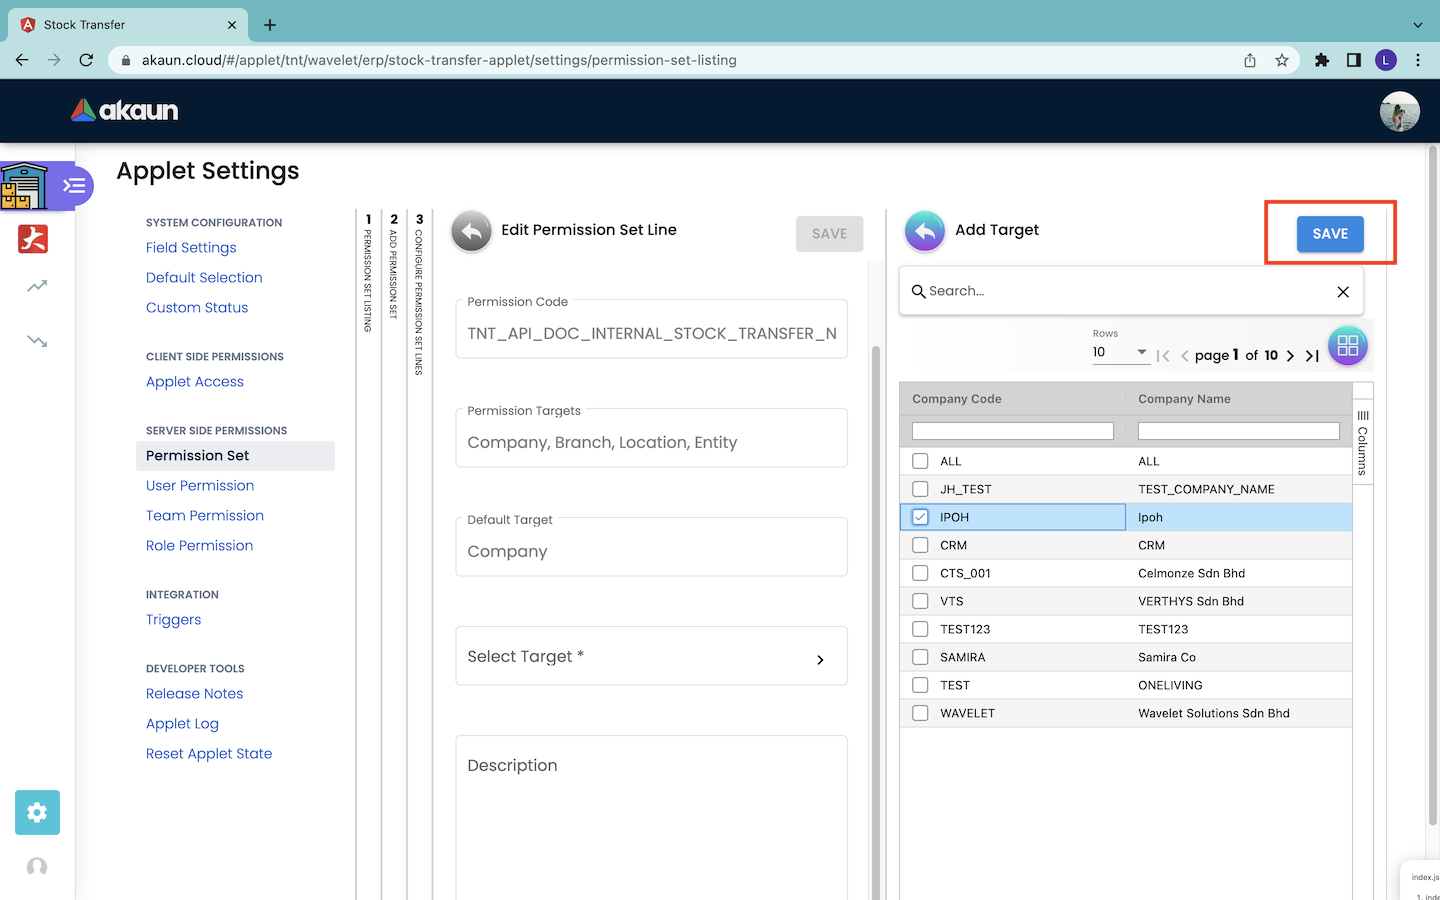 Stock Transfer
akaun.cloud/#/applet/tnt/wavelet/erp/stock-transfer-applet/settings/permission-set-listing
L
akaun
Applet Settings
SYSTEM CONFIGURATION
Field Settings
Default Selection
Custom Status
CLIENT SIDE PERMISSIONS
Applet Access
SERVER SIDE PERMISSIONS
Permission Set
User Permission
Team Permission
Role Permission
INTEGRATION
Triggers
DEVELOPER TOOLS
Release Notes
Applet Log
Reset Applet State
1 PERMISSION SET LISTING
2 ADD PERMISSION SET
3 CONFIGURE PERMISSION SET LINES
Edit Permission Set Line
SAVE
Permission Code
TNT_API_DOC_INTERNAL_STOCK_TRANSFER_N
Permission Targets
Company, Branch, Location, Entity
Default Target
Company
Select Target *
Description
Add Target
SAVE
Search...
Rows
10
page 1 of 10
Company Code Company Name
Columns
ALL ALL
JH_TEST TEST_COMPANY_NAME
IPOH Ipoh
CRM CRM
CTS_001 Celmonze Sdn Bhd
VTS VERTHYS Sdn Bhd
TEST123 TEST123
SAMIRA Samira Co
TEST ONELIVING
WAVELET Wavelet Solutions Sdn Bhd
index.js
1. inde